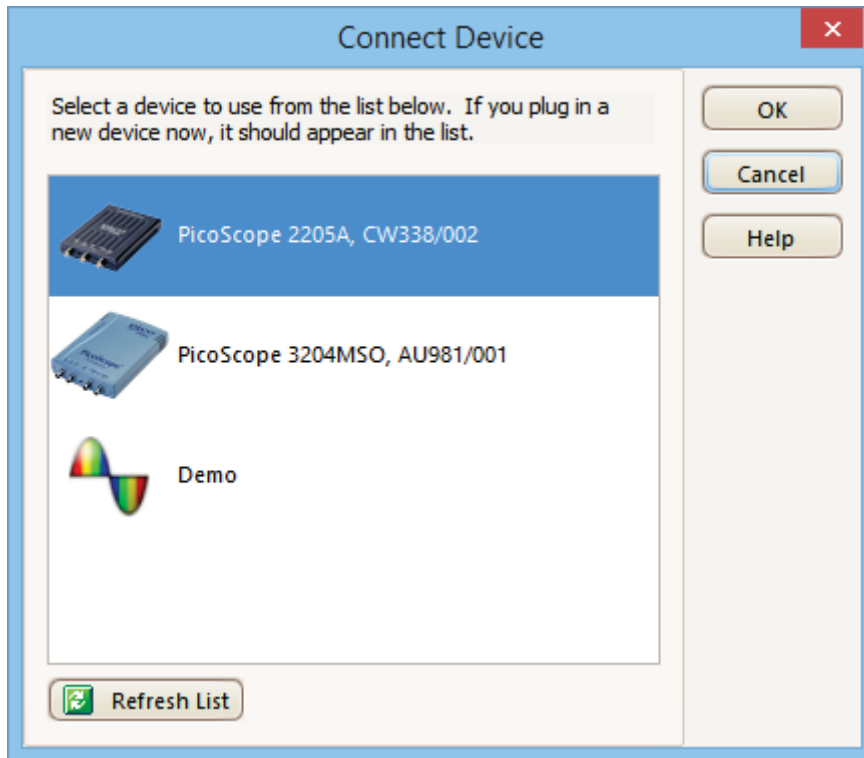 Connect Device
Select a device to use from the list below. If you plug in a
new device now, it should appear in the list.
OK
Cancel
Help
PicoScope 2205A, CW338/002
PicoScope 3204MSO, AU981/001
Demo
Refresh List